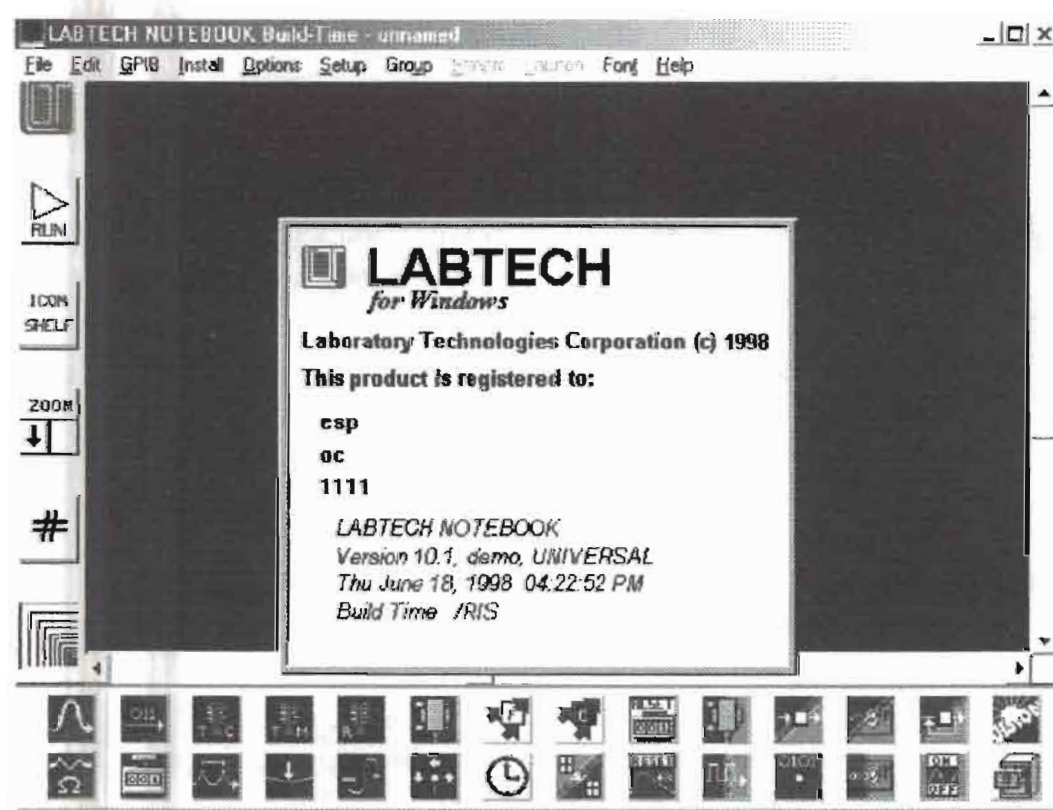 LABTECH NOTEBOOK Build-Time - unnamed
File Edit GPIB Install Options Setup Group Launch Font Help
RUN
ICON
SHELF
ZOOM
#
LABTECH
for Windows
Laboratory Technologies Corporation (c) 1998
This product is registered to:
esp
oc
1111
LABTECH NOTEBOOK
Version 10.1, demo, UNIVERSAL
Thu June 18, 1998 04:22:52 PM
Build Time /RIS
RESET
RESET
ON
OFF